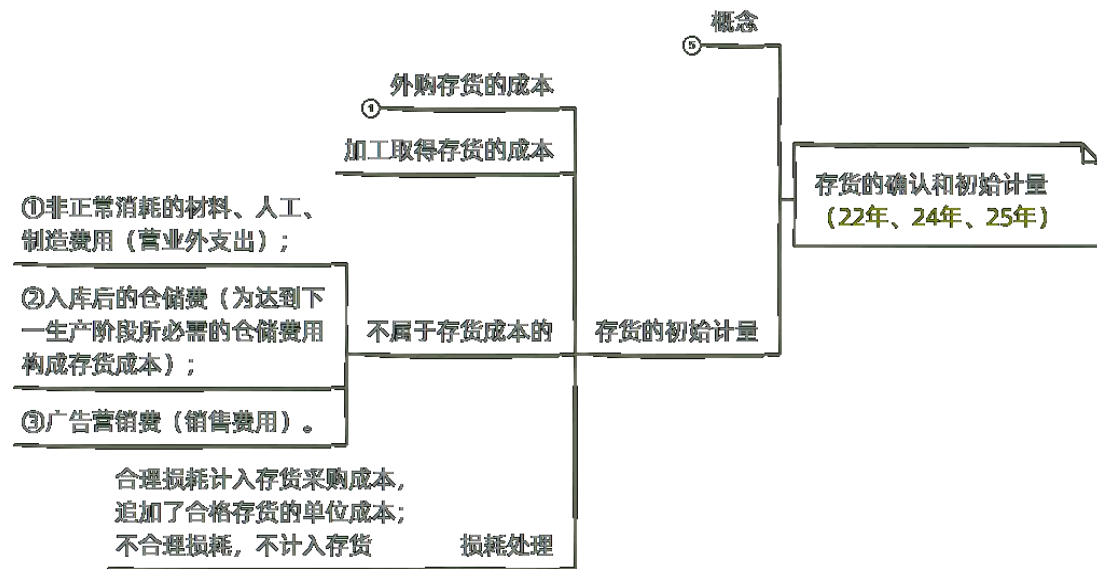 概念
⑤
外购存货的成本
①
加工取得存货的成本
存货的确认和初始计量
（22年、24年、25年）
①非正常消耗的材料、人工、
制造费用（营业外支出）；
②入库后的仓储费（为达到下
一生产阶段所必需的仓储费用
构成存货成本）；
不属于存货成本的
存货的初始计量
③广告营销费（销售费用）。
合理损耗计入存货采购成本，
追加了合格存货的单位成本；
不合理损耗，不计入存货
损耗处理